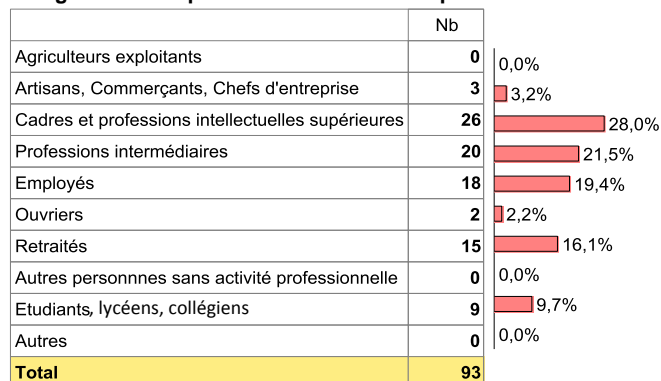 Nb
Agriculteurs exploitants 0 0,0%
Artisans, Commerçants, Chefs d'entreprise 3 3,2%
Cadres et professions intellectuelles supérieures 26 28,0%
Professions intermédiaires 20 21,5%
Employés 18 19,4%
Ouvriers 2 2,2%
Retraités 15 16,1%
Autres personnnes sans activité professionnelle 0 0,0%
Etudiants, lycéens, collégiens 9 9,7%
Autres 0 0,0%
Total 93